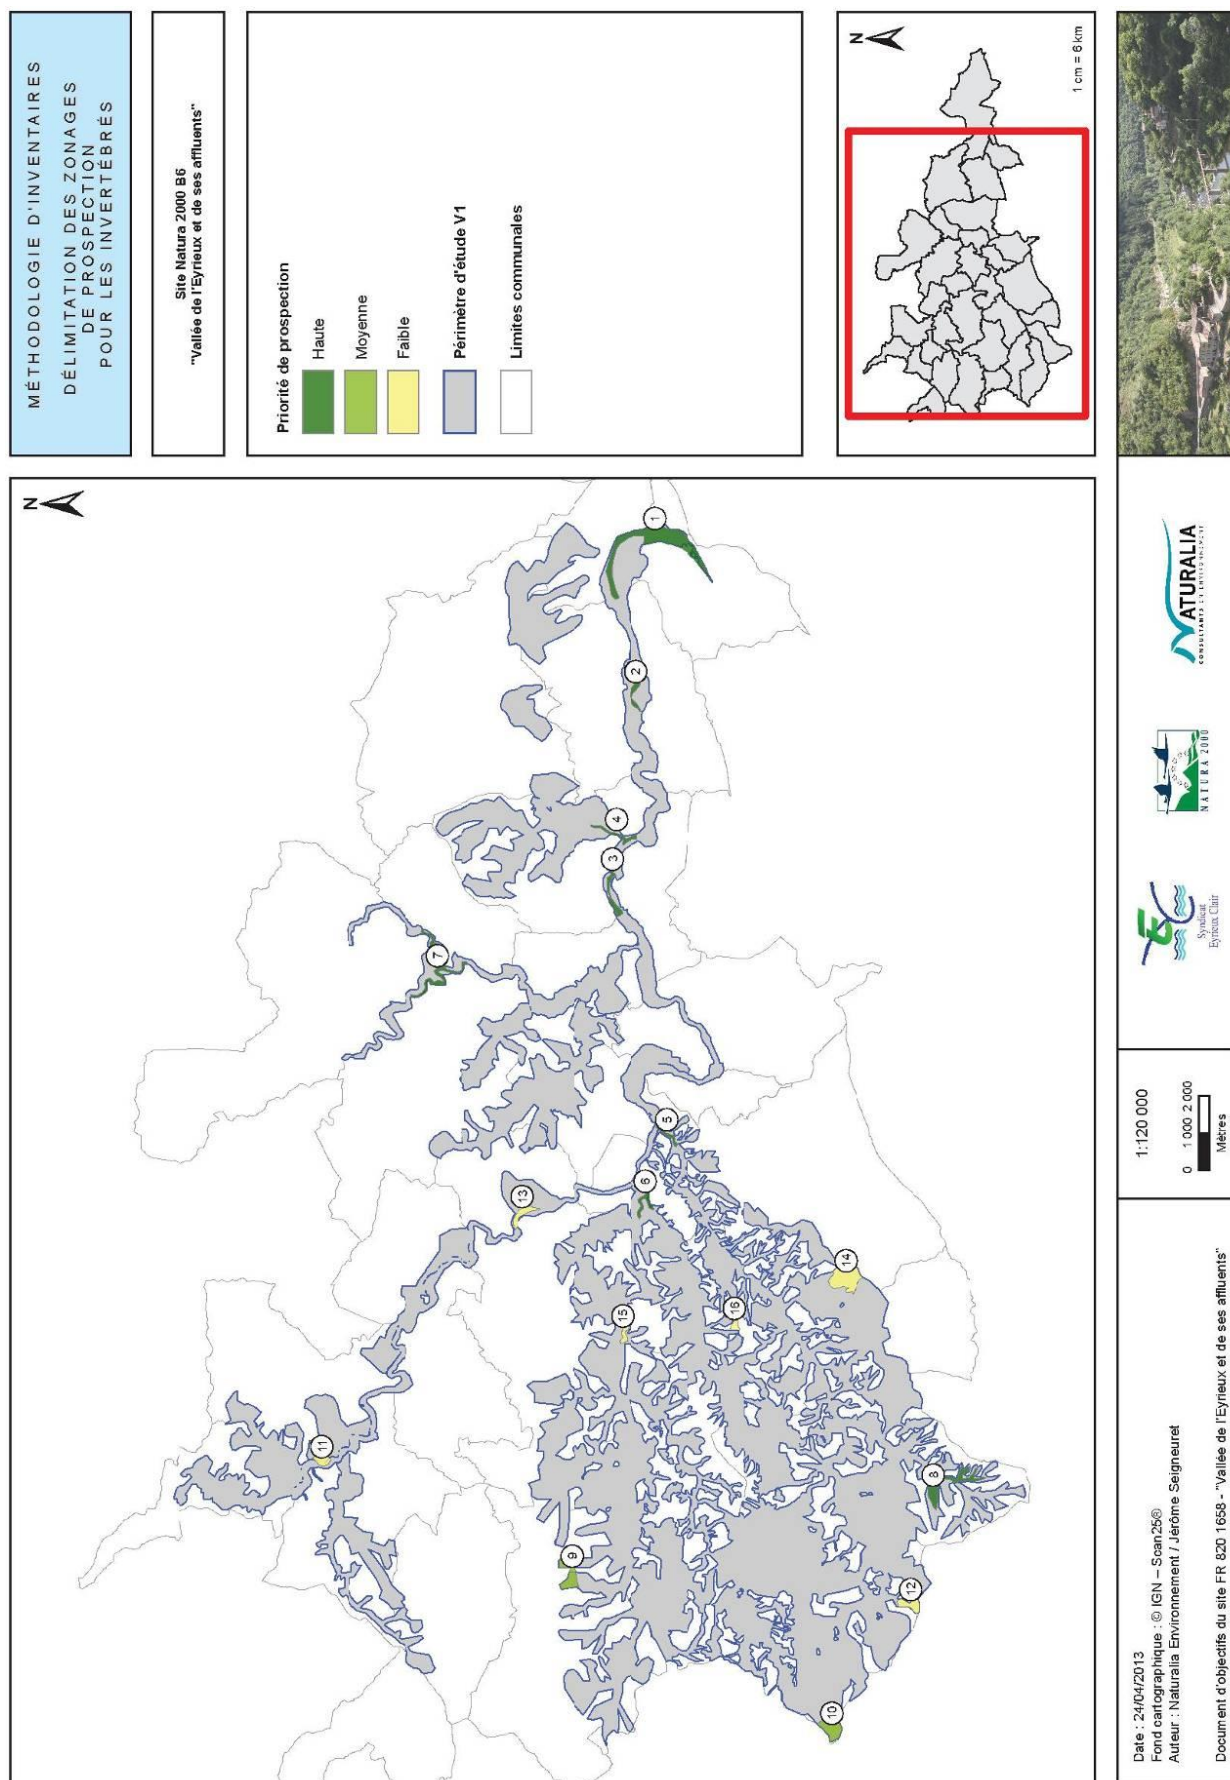 MÉTHODOLOGIE D'INVENTAIRES
DÉLIMITATION DES ZONAGES
DE PROSPECTION
POUR LES INVERTÉBRÉS
Site Natura 2000 B6
"Vallée de l'Eyrieux et de ses affluents"
Priorité de prospection
Haute
Moyenne
Faible
Périmètre d'étude V1
Limites communales
N
1 cm = 6 km
N
1
2
3
4
5
6
7
8
9
10
11
12
13
14
15
16
Date : 24/04/2013
Fond cartographique : © IGN – Scan25®
Auteur : Naturalia Environnement / Jérôme Seigneuret
Document d'objectifs du site FR 820 1658 - "Vallée de l'Eyrieux et de ses affluents"
1:120 000
0 1 000 2 000
Mètres
Syndicat
Eyrieux Clair
NATURA 2000
NATURALIA
CONSULTANTS EN ENVIRONNEMENT